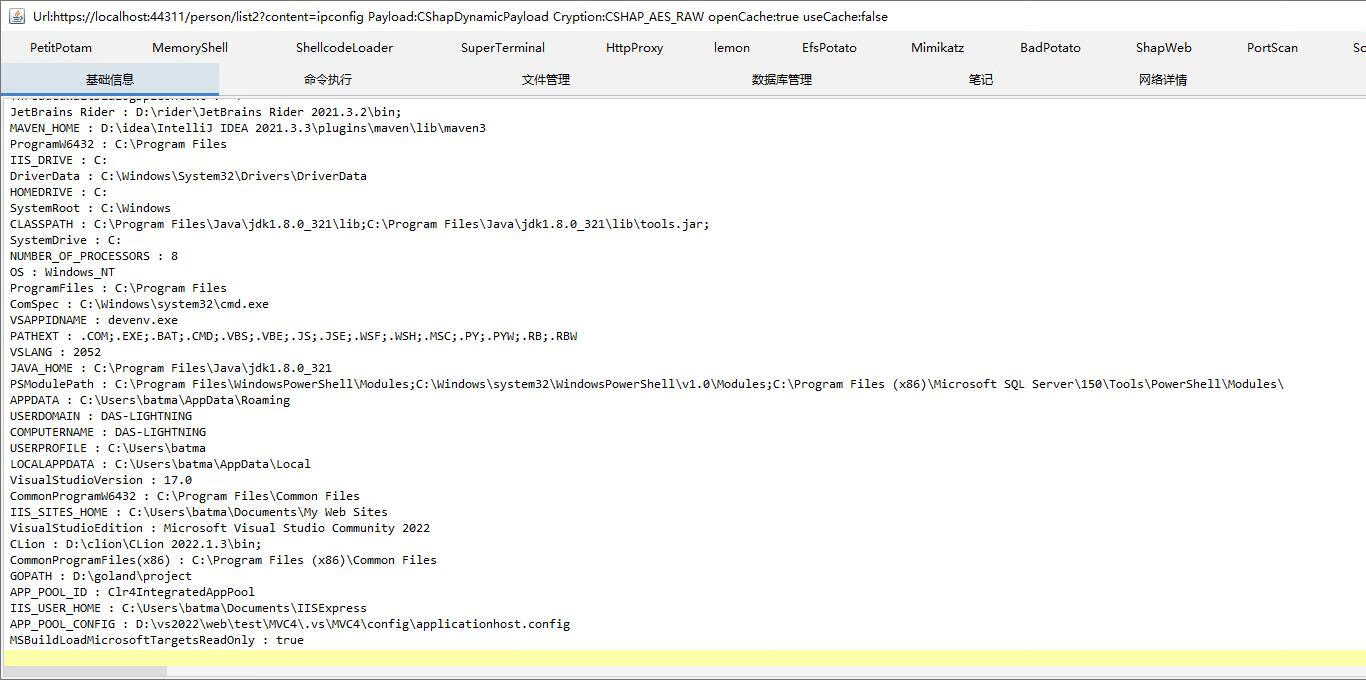 Url:https://localhost:44311/person/list2?content=ipconfig Payload:CShapDynamicPayload Cryption:CSHAP_AES_RAW openCache:true useCache:false
PetitPotam MemoryShell ShellcodeLoader SuperTerminal HttpProxy lemon EfsPotato Mimikatz BadPotato ShapWeb PortScan
基础信息 命令执行 文件管理 数据库管理 笔记 网络详情
JetBrains Rider : D:\rider\JetBrains Rider 2021.3.2\bin;
MAVEN_HOME : D:\idea\IntelliJ IDEA 2021.3.3\plugins\maven\lib\maven3
ProgramW6432 : C:\Program Files
IIS_DRIVE : C:
DriverData : C:\Windows\System32\Drivers\DriverData
HOMEDRIVE : C:
SystemRoot : C:\Windows
CLASSPATH : C:\Program Files\Java\jdk1.8.0_321\lib;C:\Program Files\Java\jdk1.8.0_321\lib\tools.jar;
SystemDrive : C:
NUMBER_OF_PROCESSORS : 8
OS : Windows_NT
ProgramFiles : C:\Program Files
ComSpec : C:\Windows\system32\cmd.exe
VSAPPIDNAME : devenv.exe
PATHEXT : .COM;.EXE;.BAT;.CMD;.VBS;.VBE;.JS;.JSE;.WSF;.WSH;.MSC;.PY;.PYW;.RB;.RBW
VSLANG : 2052
JAVA_HOME : C:\Program Files\Java\jdk1.8.0_321
PSModulePath : C:\Program Files\WindowsPowerShell\Modules;C:\Windows\system32\WindowsPowerShell\v1.0\Modules;C:\Program Files (x86)\Microsoft SQL Server\150\Tools\PowerShell\Modules\
APPDATA : C:\Users\batma\AppData\Roaming
USERDOMAIN : DAS-LIGHTNING
COMPUTERNAME : DAS-LIGHTNING
USERPROFILE : C:\Users\batma
LOCALAPPDATA : C:\Users\batma\AppData\Local
VisualStudioVersion : 17.0
CommonProgramW6432 : C:\Program Files\Common Files
IIS_SITES_HOME : C:\Users\batma\Documents\My Web Sites
VisualStudioEdition : Microsoft Visual Studio Community 2022
CLion : D:\clion\CLion 2022.1.3\bin;
CommonProgramFiles(x86) : C:\Program Files (x86)\Common Files
GOPATH : D:\goland\project
APP_POOL_ID : Clr4IntegratedAppPool
IIS_USER_HOME : C:\Users\batma\Documents\IISExpress
APP_POOL_CONFIG : D:\vs2022\web\test\MVC4\.vs\MVC4\config\applicationhost.config
MSBuildLoadMicrosoftTargetsReadOnly : true